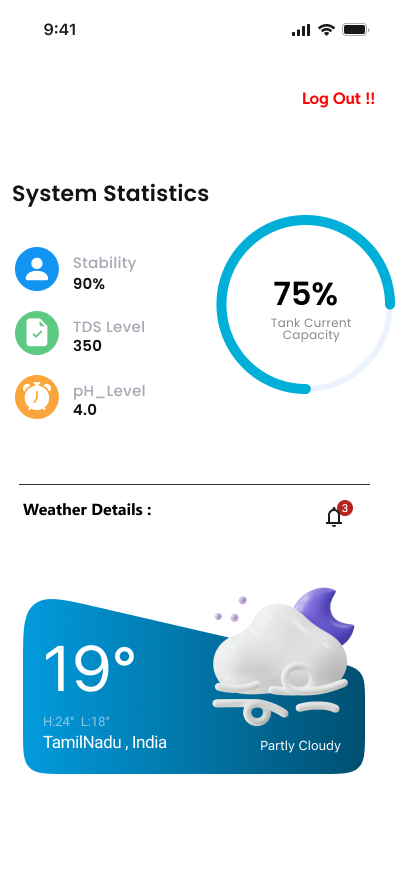 9:41
Log Out !!
System Statistics
Stability
90%
TDS Level
350
pH_Level
4.0
75%
Tank Current
Capacity
Weather Details :
3
19°
H:24° L:18°
TamilNadu , India
Partly Cloudy